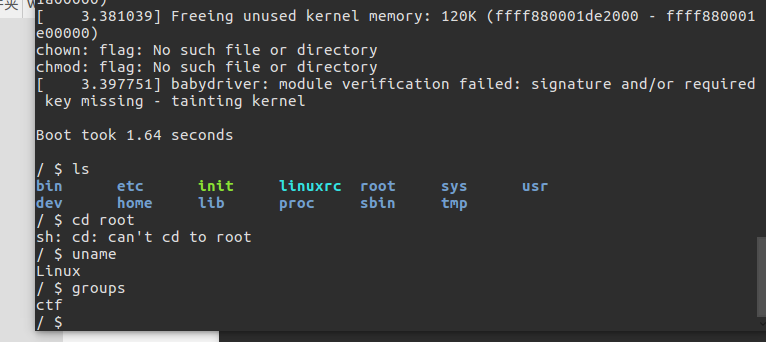 夹
[    3.381039] Freeing unused kernel memory: 120K (ffff880001de2000 - ffff880001
e00000)
chown: flag: No such file or directory
chmod: flag: No such file or directory
[    3.397751] babydriver: module verification failed: signature and/or required
 key missing - tainting kernel
Boot took 1.64 seconds
/ $ ls
bin      etc      init     linuxrc  root     sys      usr
dev      home     lib      proc     sbin     tmp
/ $ cd root
sh: cd: can't cd to root
/ $ uname
Linux
/ $ groups
ctf
/ $